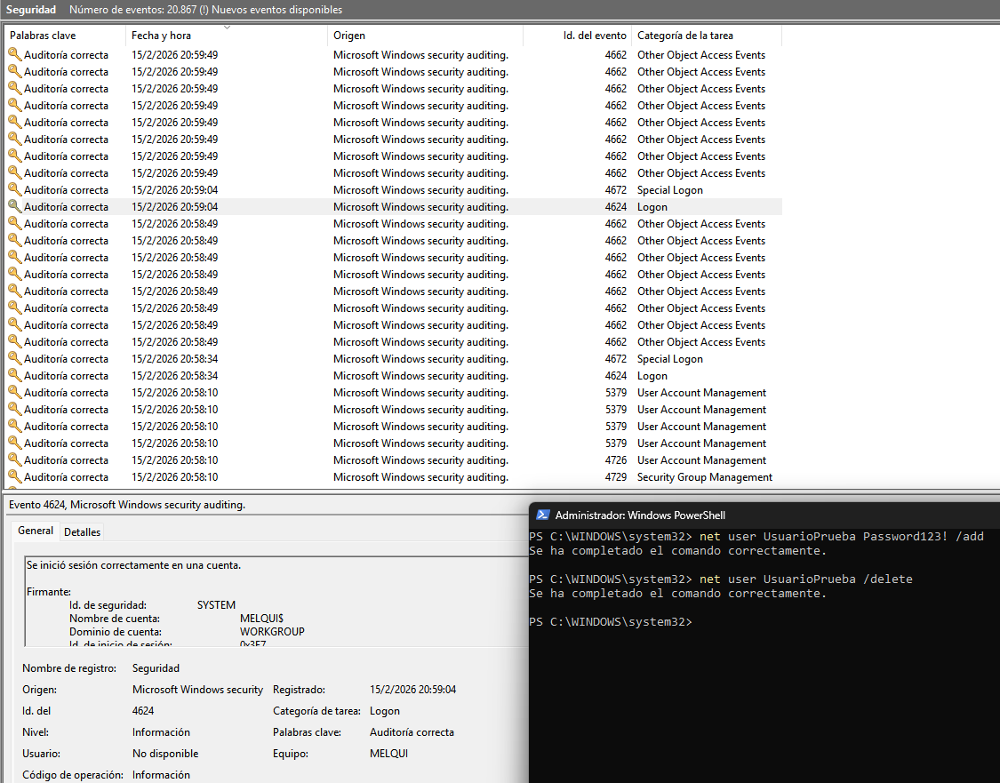 Seguridad Número de eventos: 20.867 (!) Nuevos eventos disponibles
Palabras clave Fecha y hora Origen Id. del evento Categoría de la tarea
Auditoría correcta 15/2/2026 20:59:49 Microsoft Windows security auditing. 4662 Other Object Access Events
Auditoría correcta 15/2/2026 20:59:49 Microsoft Windows security auditing. 4662 Other Object Access Events
Auditoría correcta 15/2/2026 20:59:49 Microsoft Windows security auditing. 4662 Other Object Access Events
Auditoría correcta 15/2/2026 20:59:49 Microsoft Windows security auditing. 4662 Other Object Access Events
Auditoría correcta 15/2/2026 20:59:49 Microsoft Windows security auditing. 4662 Other Object Access Events
Auditoría correcta 15/2/2026 20:59:49 Microsoft Windows security auditing. 4662 Other Object Access Events
Auditoría correcta 15/2/2026 20:59:49 Microsoft Windows security auditing. 4662 Other Object Access Events
Auditoría correcta 15/2/2026 20:59:49 Microsoft Windows security auditing. 4662 Other Object Access Events
Auditoría correcta 15/2/2026 20:59:04 Microsoft Windows security auditing. 4672 Special Logon
Auditoría correcta 15/2/2026 20:59:04 Microsoft Windows security auditing. 4624 Logon
Auditoría correcta 15/2/2026 20:58:49 Microsoft Windows security auditing. 4662 Other Object Access Events
Auditoría correcta 15/2/2026 20:58:49 Microsoft Windows security auditing. 4662 Other Object Access Events
Auditoría correcta 15/2/2026 20:58:49 Microsoft Windows security auditing. 4662 Other Object Access Events
Auditoría correcta 15/2/2026 20:58:49 Microsoft Windows security auditing. 4662 Other Object Access Events
Auditoría correcta 15/2/2026 20:58:49 Microsoft Windows security auditing. 4662 Other Object Access Events
Auditoría correcta 15/2/2026 20:58:49 Microsoft Windows security auditing. 4662 Other Object Access Events
Auditoría correcta 15/2/2026 20:58:49 Microsoft Windows security auditing. 4662 Other Object Access Events
Auditoría correcta 15/2/2026 20:58:49 Microsoft Windows security auditing. 4662 Other Object Access Events
Auditoría correcta 15/2/2026 20:58:34 Microsoft Windows security auditing. 4672 Special Logon
Auditoría correcta 15/2/2026 20:58:34 Microsoft Windows security auditing. 4624 Logon
Auditoría correcta 15/2/2026 20:58:10 Microsoft Windows security auditing. 5379 User Account Management
Auditoría correcta 15/2/2026 20:58:10 Microsoft Windows security auditing. 5379 User Account Management
Auditoría correcta 15/2/2026 20:58:10 Microsoft Windows security auditing. 5379 User Account Management
Auditoría correcta 15/2/2026 20:58:10 Microsoft Windows security auditing. 5379 User Account Management
Auditoría correcta 15/2/2026 20:58:10 Microsoft Windows security auditing. 4726 User Account Management
Auditoría correcta 15/2/2026 20:58:10 Microsoft Windows security auditing. 4729 Security Group Management
Evento 4624, Microsoft Windows security auditing.
General Detalles
Se inició sesión correctamente en una cuenta.
Firmante:
Id. de seguridad: SYSTEM
Nombre de cuenta: MELQUI$
Dominio de cuenta: WORKGROUP
Id. de inicio de sesión: 0x3E7
Nombre de registro: Seguridad
Origen: Microsoft Windows security Registrado: 15/2/2026 20:59:04
Id. del 4624 Categoría de tarea: Logon
Nivel: Información Palabras clave: Auditoría correcta
Usuario: No disponible Equipo: MELQUI
Código de operación: Información
Administrador: Windows PowerShell
PS C:\WINDOWS\system32> net user UsuarioPrueba Password123! /add
Se ha completado el comando correctamente.
PS C:\WINDOWS\system32> net user UsuarioPrueba /delete
Se ha completado el comando correctamente.
PS C:\WINDOWS\system32>